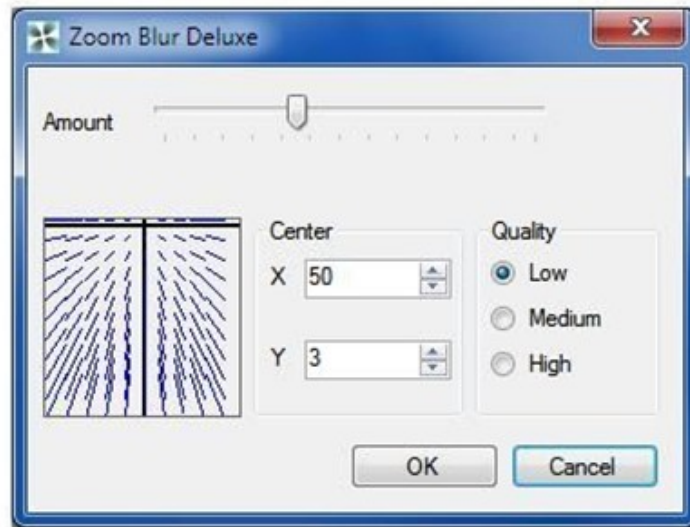 Zoom Blur Deluxe
Amount
Center
X 50
Y 3
Quality
Low
Medium
High
OK
Cancel